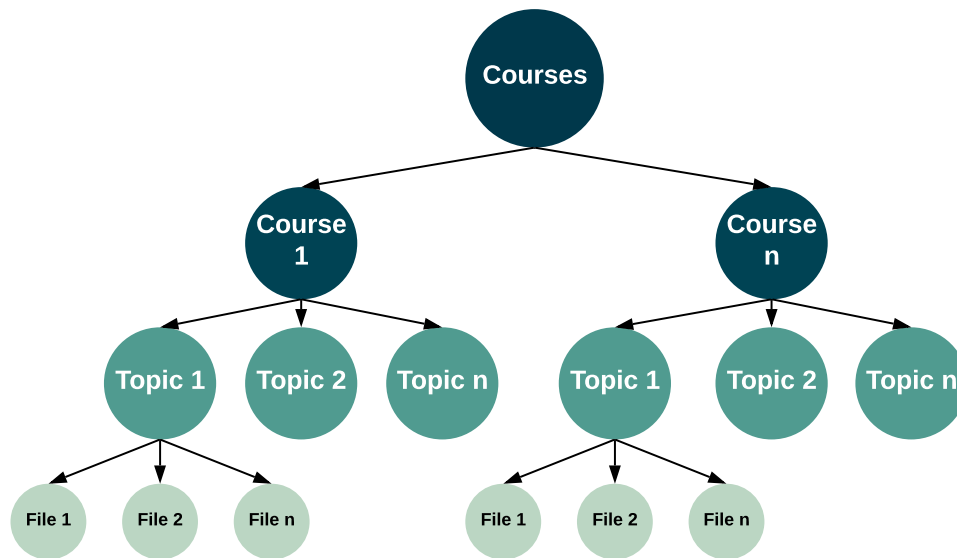 Courses
Course
1
Course
n
Topic 1
Topic 2
Topic n
Topic 1
Topic 2
Topic n
File 1
File 2
File n
File 1
File 2
File n